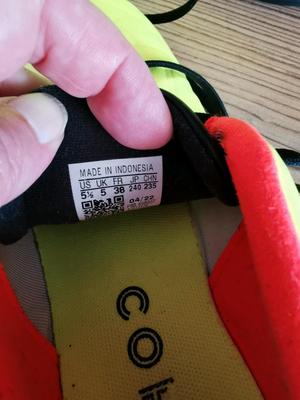 MADE IN INDONESIA
US UK FR JP CHN
5½ 5 38 240 235
04/22
CO